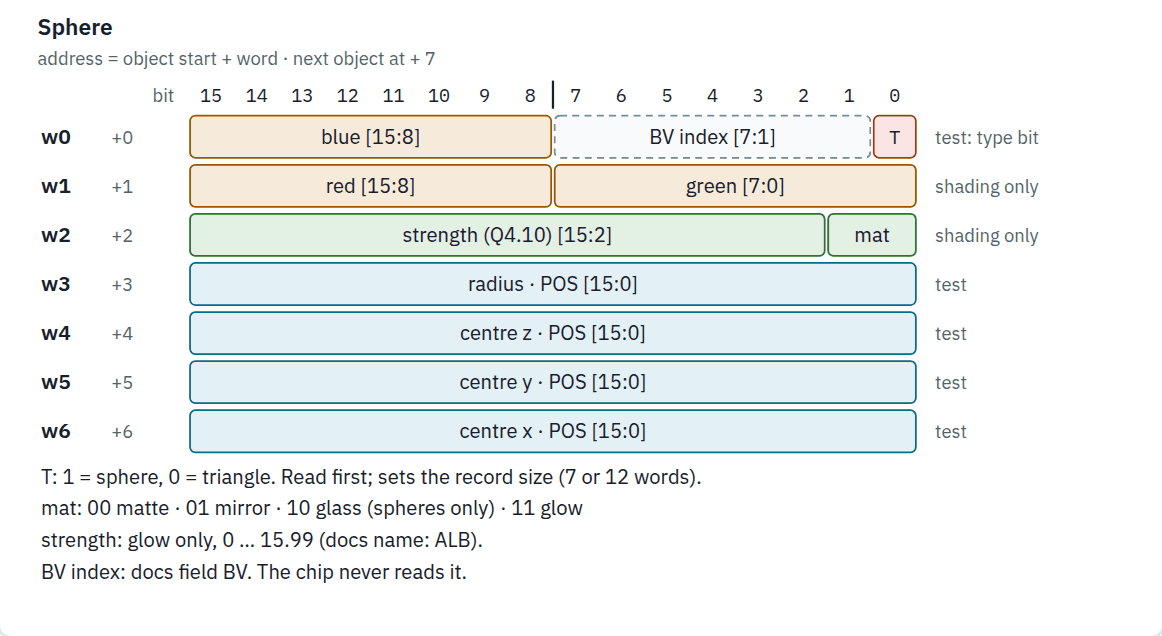 Sphere
address = object start + word · next object at + 7
bit 15 14 13 12 11 10 9 8 7 6 5 4 3 2 1 0
w0 +0 blue [15:8] BV index [7:1] T test: type bit
w1 +1 red [15:8] green [7:0] shading only
w2 +2 strength (Q4.10) [15:2] mat shading only
w3 +3 radius · POS [15:0] test
w4 +4 centre z · POS [15:0] test
w5 +5 centre y · POS [15:0] test
w6 +6 centre x · POS [15:0] test
T: 1 = sphere, 0 = triangle. Read first; sets the record size (7 or 12 words).
mat: 00 matte · 01 mirror · 10 glass (spheres only) · 11 glow
strength: glow only, 0 ... 15.99 (docs name: ALB).
BV index: docs field BV. The chip never reads it.